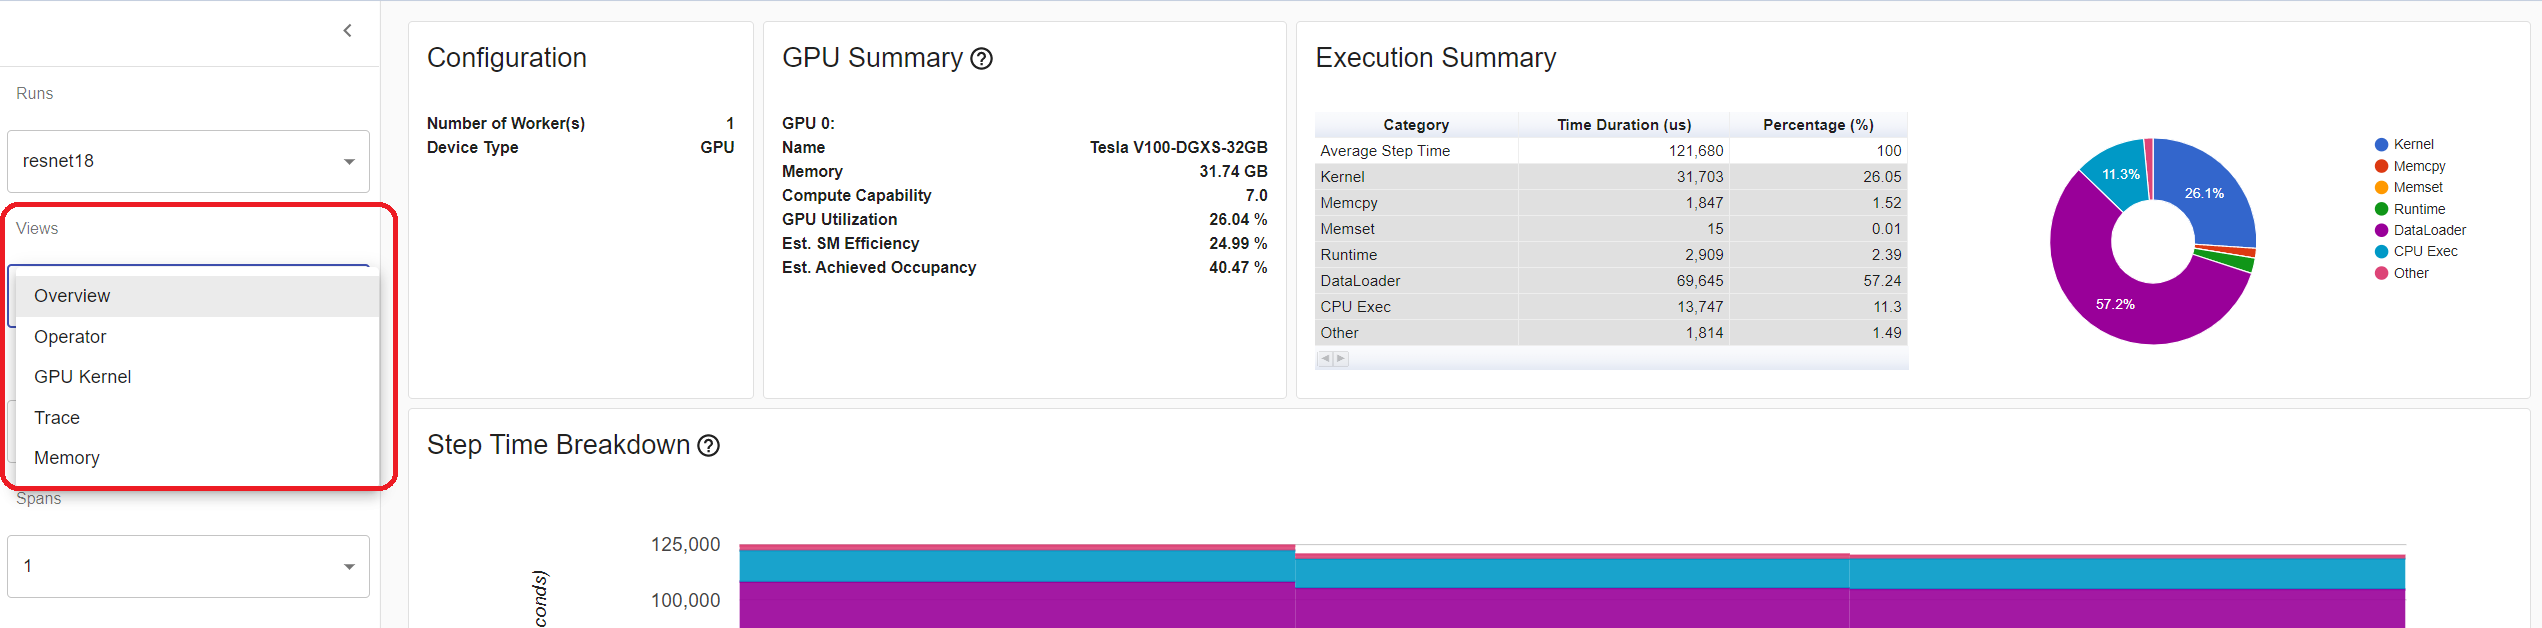 Runs
resnet18
Views
Overview
Operator
GPU Kernel
Trace
Memory
Spans
1
Configuration
Number of Worker(s) 1
Device Type GPU
GPU Summary ?
GPU 0:
Name Tesla V100-DGXS-32GB
Memory 31.74 GB
Compute Capability 7.0
GPU Utilization 26.04 %
Est. SM Efficiency 24.99 %
Est. Achieved Occupancy 40.47 %
Execution Summary
Category Time Duration (us) Percentage (%)
Average Step Time 121,680 100
Kernel 31,703 26.05
Memcpy 1,847 1.52
Memset 15 0.01
Runtime 2,909 2.39
DataLoader 69,645 57.24
CPU Exec 13,747 11.3
Other 1,814 1.49
11.3%
26.1%
57.2%
Kernel
Memcpy
Memset
Runtime
DataLoader
CPU Exec
Other
Step Time Breakdown ?
125,000
100,000
conds)